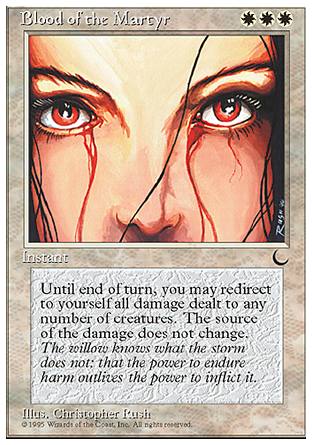 Blood of the Martyr
Instant
Until end of turn, you may redirect
to yourself all damage dealt to any
number of creatures. The source
of the damage does not change.
The willow knows what the storm
does not: that the power to endure
harm outlives the power to inflict it.
Illus. Christopher Rush
© 1995 Wizards of the Coast, Inc. All rights reserved.